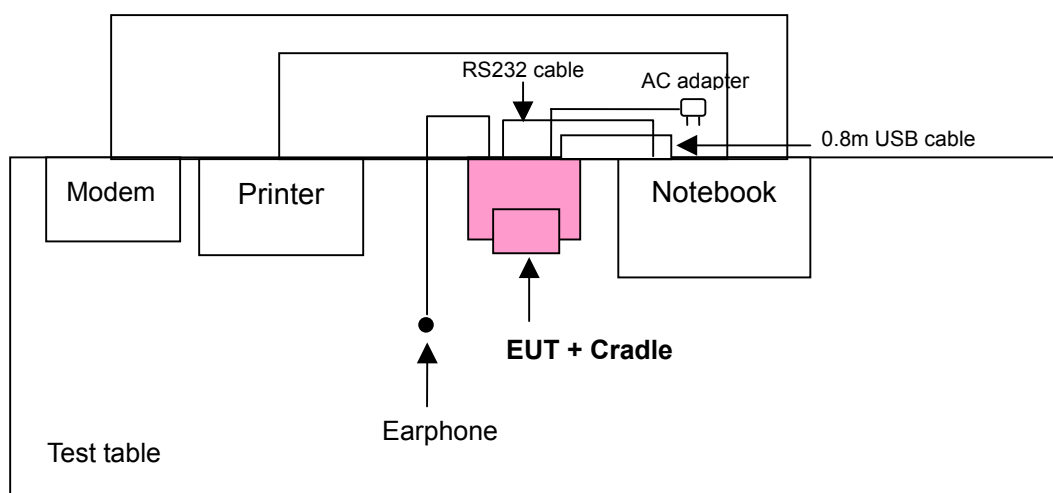 RS232 cable
AC adapter
0.8m USB cable
Modem
Printer
Notebook
EUT + Cradle
Earphone
Test table